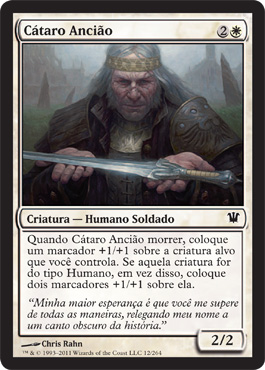 Cátaro Ancião 2
Criatura — Humano Soldado
Quando Cátaro Ancião morrer, coloque
um marcador +1/+1 sobre a criatura alvo
que você controla. Se aquela criatura for
do tipo Humano, em vez disso, coloque
dois marcadores +1/+1 sobre ela.
“Minha maior esperança é que você me supere
de todas as maneiras, relegando meu nome a
um canto obscuro da história.”
2/2
Chris Rahn
™ & © 1993-2011 Wizards of the Coast LLC 12/264